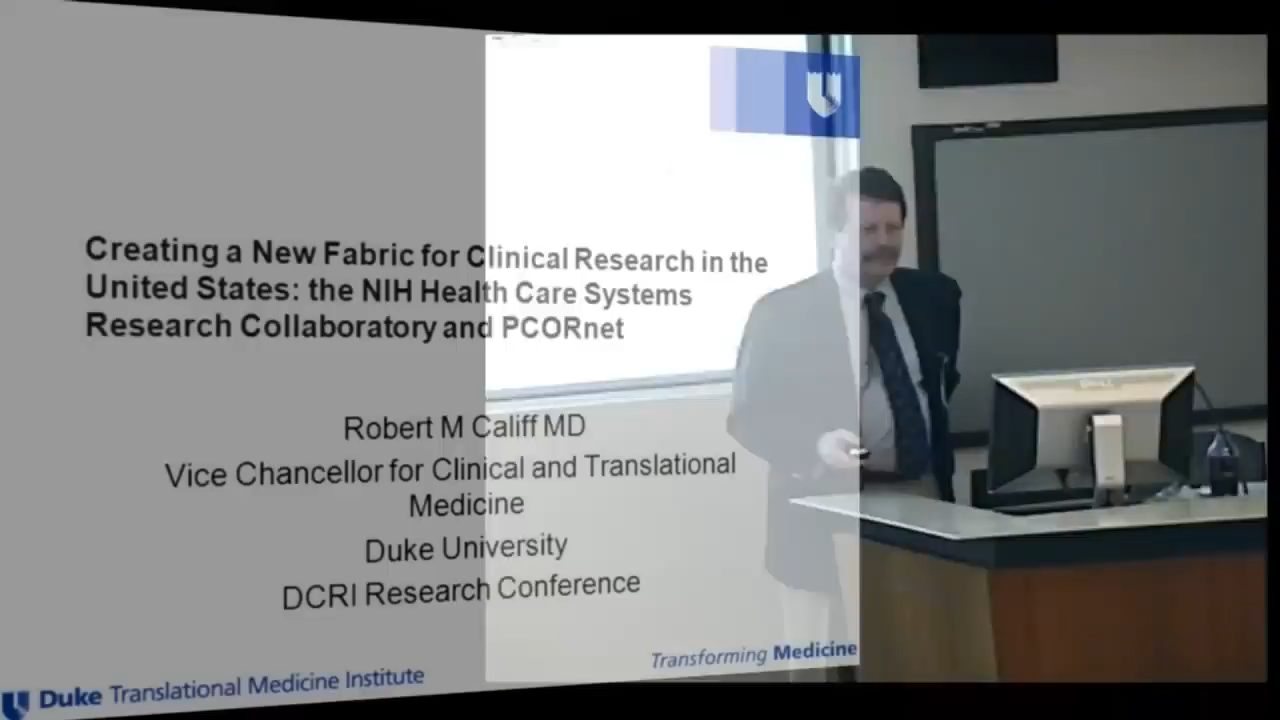 Creating a New Fabric for Clinical Research in the
United States: the NIH Health Care Systems
Research Collaboratory and PCORnet
Robert M Califf MD
Vice Chancellor for Clinical and Translational
Medicine
Duke University
DCRI Research Conference
Transforming Medicine
Duke Translational Medicine Institute
DELL